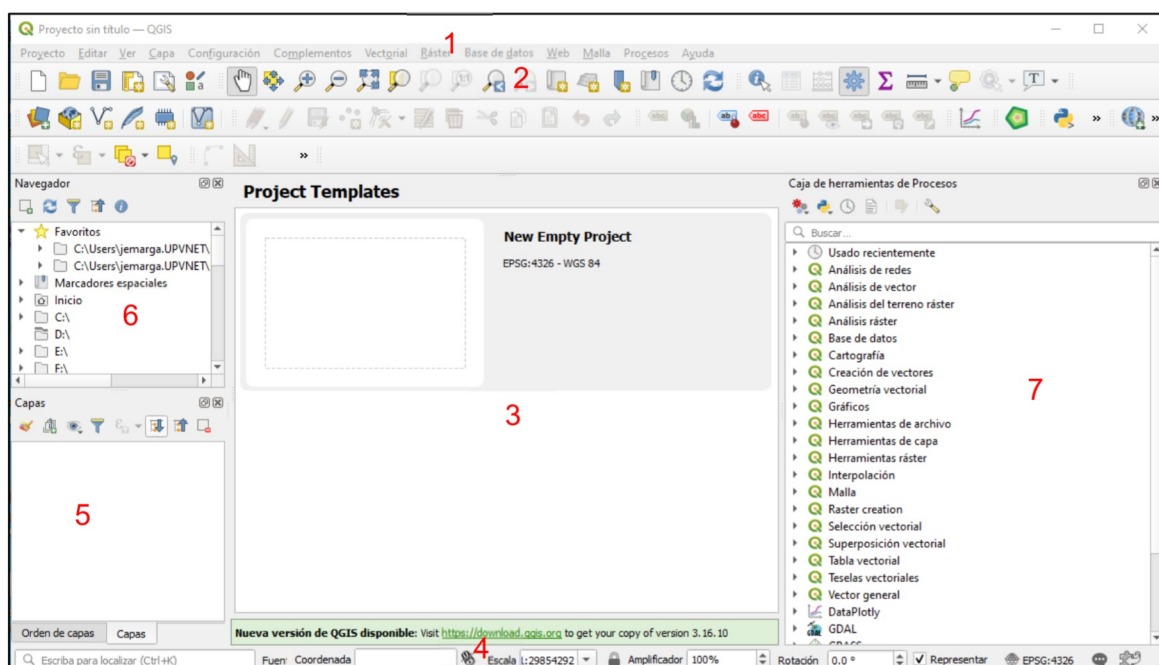 Proyecto sin título — QGIS
1
Proyecto Editar Ver Capa Configuración Complementos Vectorial Ráster Base de datos Web Malla Procesos Ayuda
2
Navegador
Favoritos
C:\Users\jemarga.UPVNET\
C:\Users\jemarga.UPVNET\
Marcadores espaciales
Inicio
C:\
D:\
E:\
F:\
6
Capas
5
Orden de capas Capas
Project Templates
New Empty Project
EPSG:4326 - WGS 84
3
Nueva versión de QGIS disponible: Visit https://download.qgis.org to get your copy of version 3.16.10
4
Caja de herramientas de Procesos
Buscar...
Usado recientemente
Análisis de redes
Análisis de vector
Análisis del terreno ráster
Análisis ráster
Base de datos
Cartografía
Creación de vectores
Geometría vectorial
Gráficos
Herramientas de archivo
Herramientas de capa
Herramientas ráster
Interpolación
Malla
Raster creation
Selección vectorial
Superposición vectorial
Tabla vectorial
Teselas vectoriales
Vector general
DataPlotly
GDAL
7
Escriba para localizar (Ctrl+K) Fuen Coordenada Escala L:29854292 Amplificador 100% Rotación 0,0 ° Representar EPSG:4326